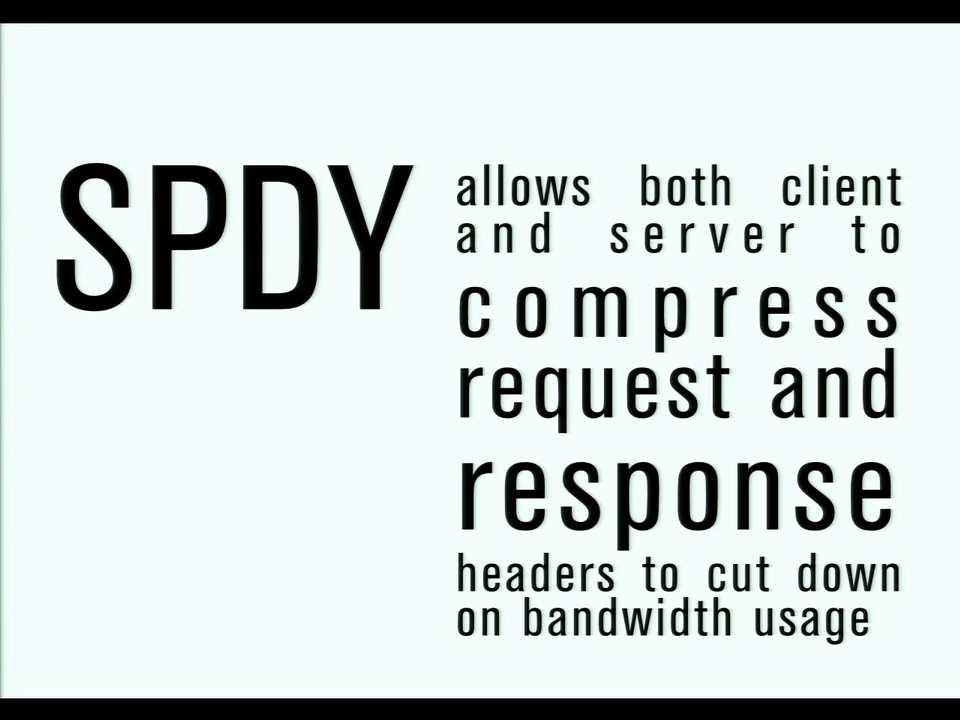 SPDY
allows both client
and server to
compress
request and
response
headers to cut down
on bandwidth usage